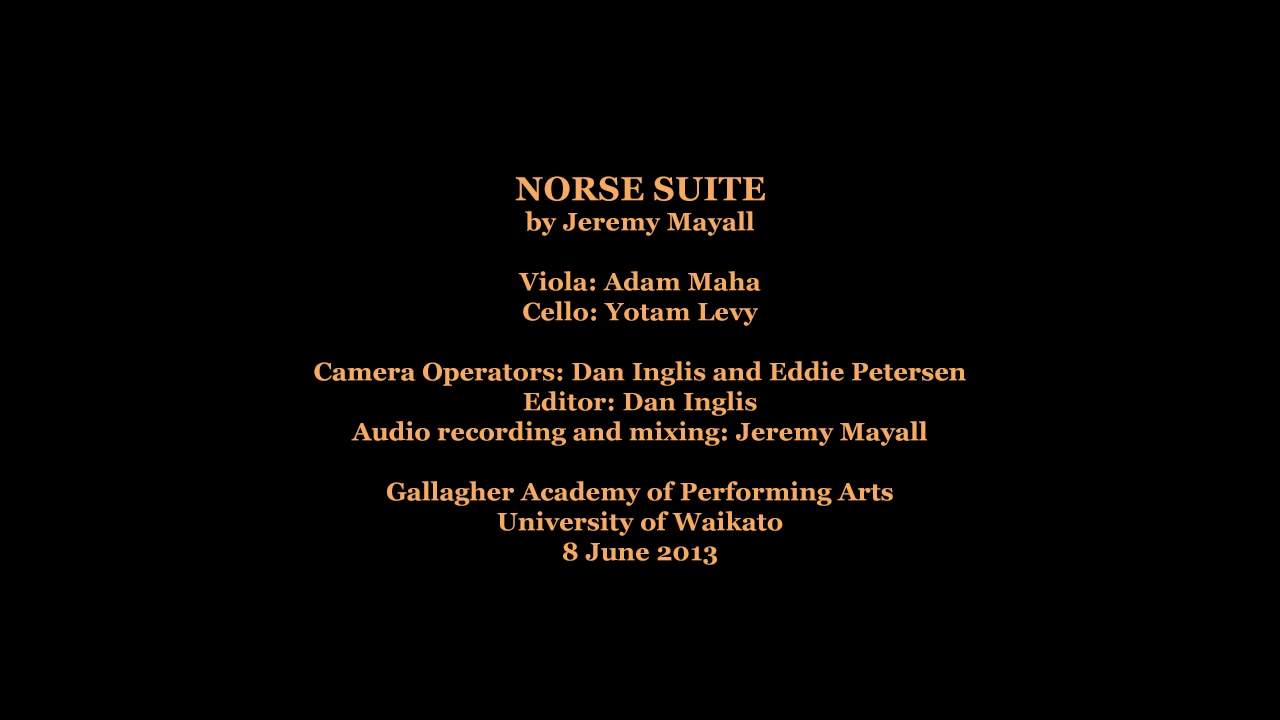 NORSE SUITE
by Jeremy Mayall
Viola: Adam Maha
Cello: Yotam Levy
Camera Operators: Dan Inglis and Eddie Petersen
Editor: Dan Inglis
Audio recording and mixing: Jeremy Mayall
Gallagher Academy of Performing Arts
University of Waikato
8 June 2013